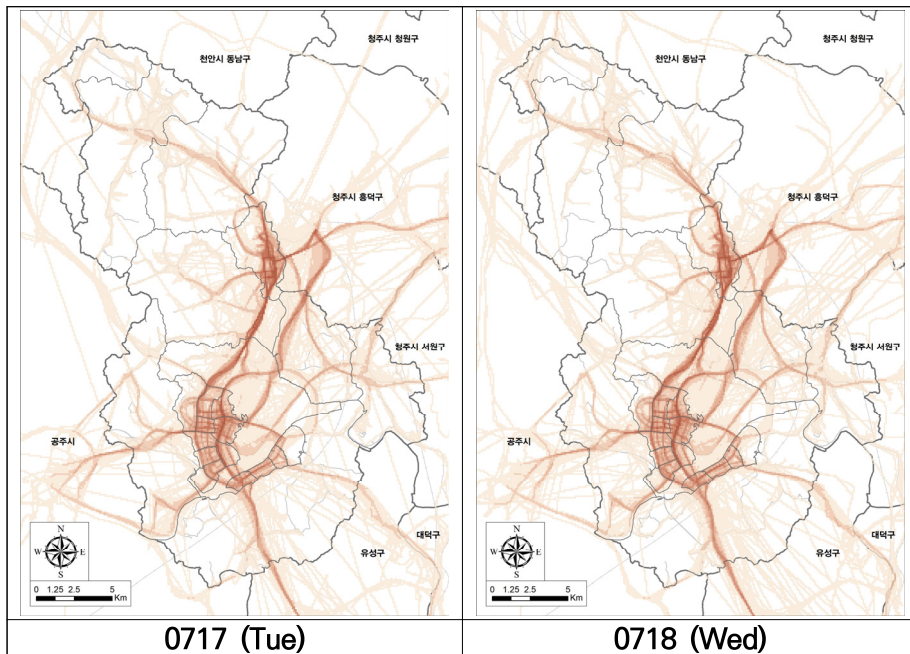 청주시 청원구
천안시 동남구
청주시 흥덕구
청주시 서원구
공주시
대덕구
유성구
N
W E
S
0 1.25 2.5 5
Km
청주시 청원구
천안시 동남구
청주시 흥덕구
청주시 서원구
공주시
대덕구
유성구
N
W E
S
0 1.25 2.5 5
Km
0717 (Tue)
0718 (Wed)